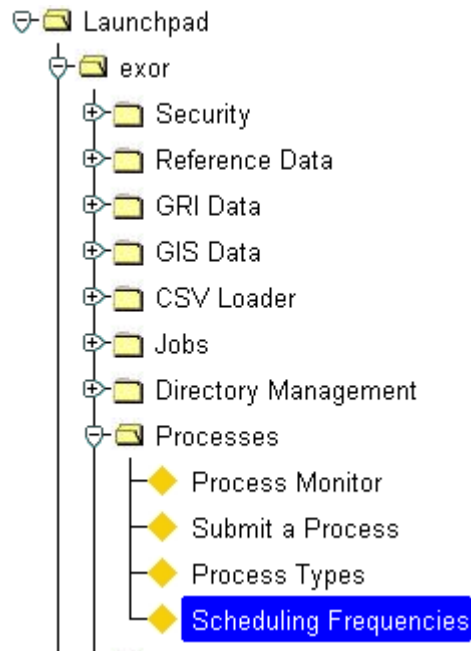 Launchpad
exor
Security
Reference Data
GRI Data
GIS Data
CSV Loader
Jobs
Directory Management
Processes
Process Monitor
Submit a Process
Process Types
Scheduling Frequencies